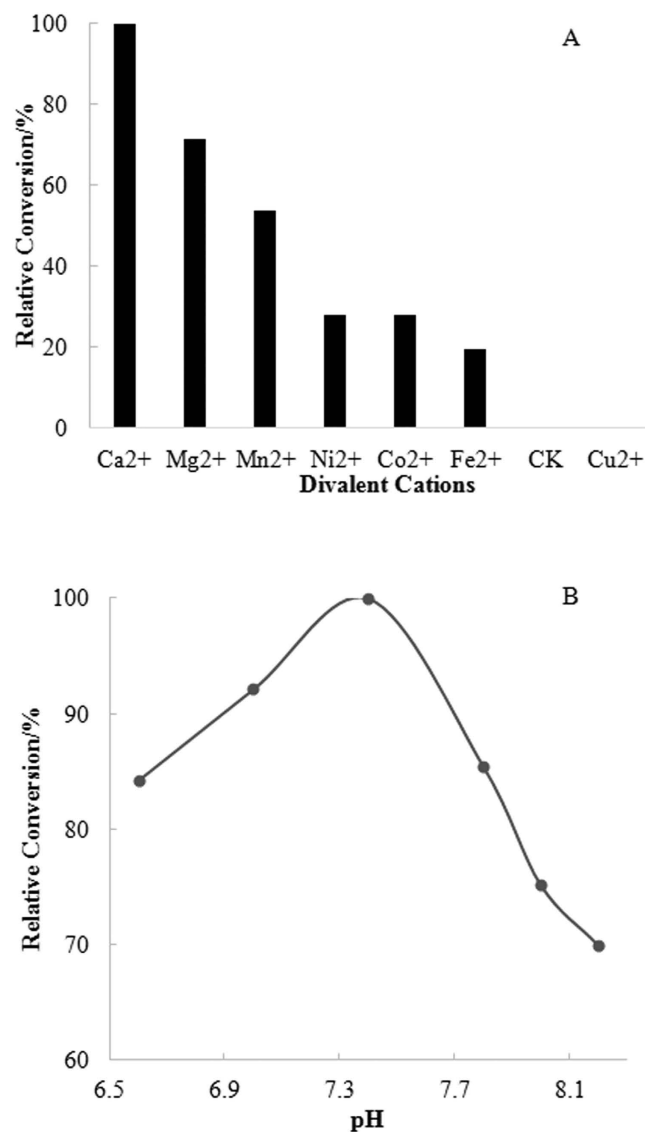 A
Relative Conversion/%
100
80
60
40
20
0
Ca2+ Mg2+ Mn2+ Ni2+ Co2+ Fe2+ CK Cu2+
Divalent Cations
B
Relative Conversion/%
100
90
80
70
60
6.5 6.9 7.3 7.7 8.1
pH